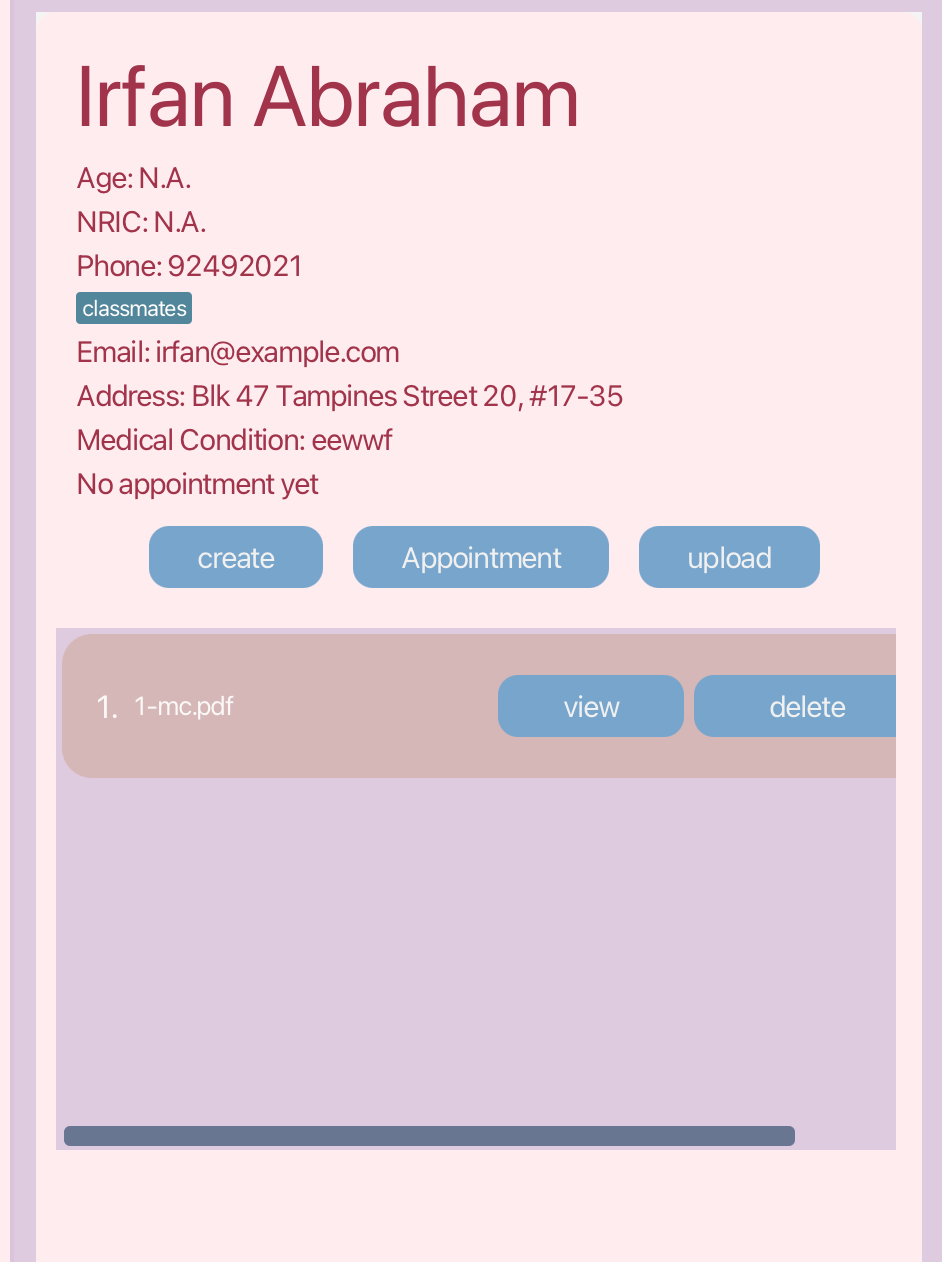 Irfan Abraham
Age: N.A.
NRIC: N.A.
Phone: 92492021
classmates
Email: irfan@example.com
Address: Blk 47 Tampines Street 20, #17-35
Medical Condition: eewwf
No appointment yet
create Appointment upload
1. 1-mc.pdf view delete